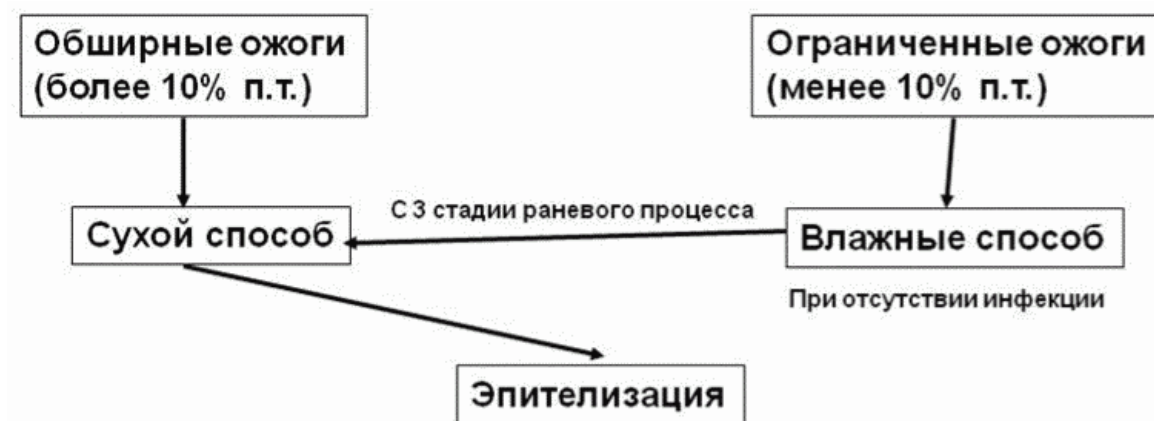 Обширные ожоги
(более 10% п.т.)
Ограниченные ожоги
(менее 10% п.т.)
С 3 стадии раневого процесса
Сухой способ
Влажные способ
При отсутствии инфекции
Эпителизация